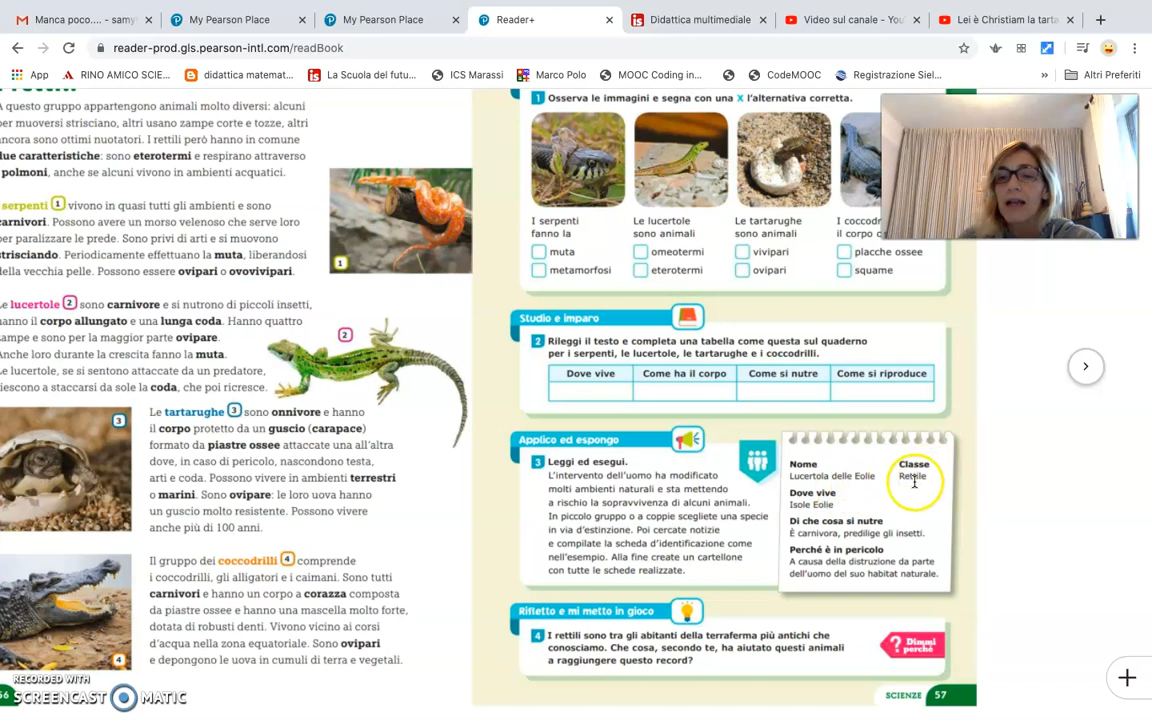 Manca poco.... - samy
My Pearson Place
My Pearson Place
Reader+
Didattica multimediale
Video sul canale - You
Lei è Christiam la tarta
reader-prod.gls.pearson-intl.com/readBook
App
RINO AMICO SCIE...
didattica matemat...
La Scuola del futu...
ICS Marassi
Marco Polo
MOOC Coding in...
CodeMOOC
Registrazione Siel...
»
Altri Preferiti
A questo gruppo appartengono animali molto diversi: alcuni
per muoversi strisciano, altri usano zampe corte e tozze, altri
ancora sono ottimi nuotatori. I rettili però hanno in comune
due caratteristiche: sono eterotermi e respirano attraverso
polmoni, anche se alcuni vivono in ambienti acquatici.
serpenti 1 vivono in quasi tutti gli ambienti e sono
carnivori. Possono avere un morso velenoso che serve loro
per paralizzare le prede. Sono privi di arti e si muovono
strisciando. Periodicamente effettuano la muta, liberandosi
della vecchia pelle. Possono essere ovipari o ovovivipari.
1
Le lucertole 2 sono carnivore e si nutrono di piccoli insetti,
hanno il corpo allungato e una lunga coda. Hanno quattro
zampe e sono per la maggior parte ovipare.
Anche loro durante la crescita fanno la muta.
Le lucertole, se si sentono attaccate da un predatore,
riescono a staccarsi da sole la coda, che poi ricresce.
2
3
Le tartarughe 3 sono onnivore e hanno
il corpo protetto da un guscio (carapace)
formato da piastre ossee attaccate una all'altra
dove, in caso di pericolo, nascondono testa,
arti e coda. Possono vivere in ambienti terrestri
o marini. Sono ovipare: le loro uova hanno
un guscio molto resistente. Possono vivere
anche più di 100 anni.
4
Il gruppo dei coccodrilli 4 comprende
i coccodrilli, gli alligatori e i caimani. Sono tutti
carnivori e hanno un corpo a corazza composta
da piastre ossee e hanno una mascella molto forte,
dotata di robusti denti. Vivono vicino ai corsi
d'acqua nella zona equatoriale. Sono ovipari
e depongono le uova in cumuli di terra e vegetali.
56
RECORDED WITH
SCREENCAST MATIC
1 Osserva le immagini e segna con una X l'alternativa corretta.
I serpenti
fanno la
muta
metamorfosi
Le lucertole
sono animali
omeotermi
eterotermi
Le tartarughe
sono animali
vivipari
ovipari
I coccodr
il corpo c
placche ossee
squame
Studio e imparo
2 Rileggi il testo e completa una tabella come questa sul quaderno
per i serpenti, le lucertole, le tartarughe e i coccodrilli.
Dove vive Come ha il corpo Come si nutre Come si riproduce
Applico ed espongo
3 Leggi ed esegui.
L'intervento dell'uomo ha modificato
molti ambienti naturali e sta mettendo
a rischio la sopravvivenza di alcuni animali.
In piccolo gruppo o a coppie scegliete una specie
in via d'estinzione. Poi cercate notizie
e compilate la scheda d'identificazione come
nell'esempio. Alla fine create un cartellone
con tutte le schede realizzate.
Nome Classe
Lucertola delle Eolie Rettile
Dove vive
Isole Eolie
Di che cosa si nutre
È carnivora, predilige gli insetti.
Perché è in pericolo
A causa della distruzione da parte
dell'uomo del suo habitat naturale.
Rifletto e mi metto in gioco
4 I rettili sono tra gli abitanti della terraferma più antichi che
conosciamo. Che cosa, secondo te, ha aiutato questi animali
a raggiungere questo record?
? Dimmi
perché
SCIENZE 57